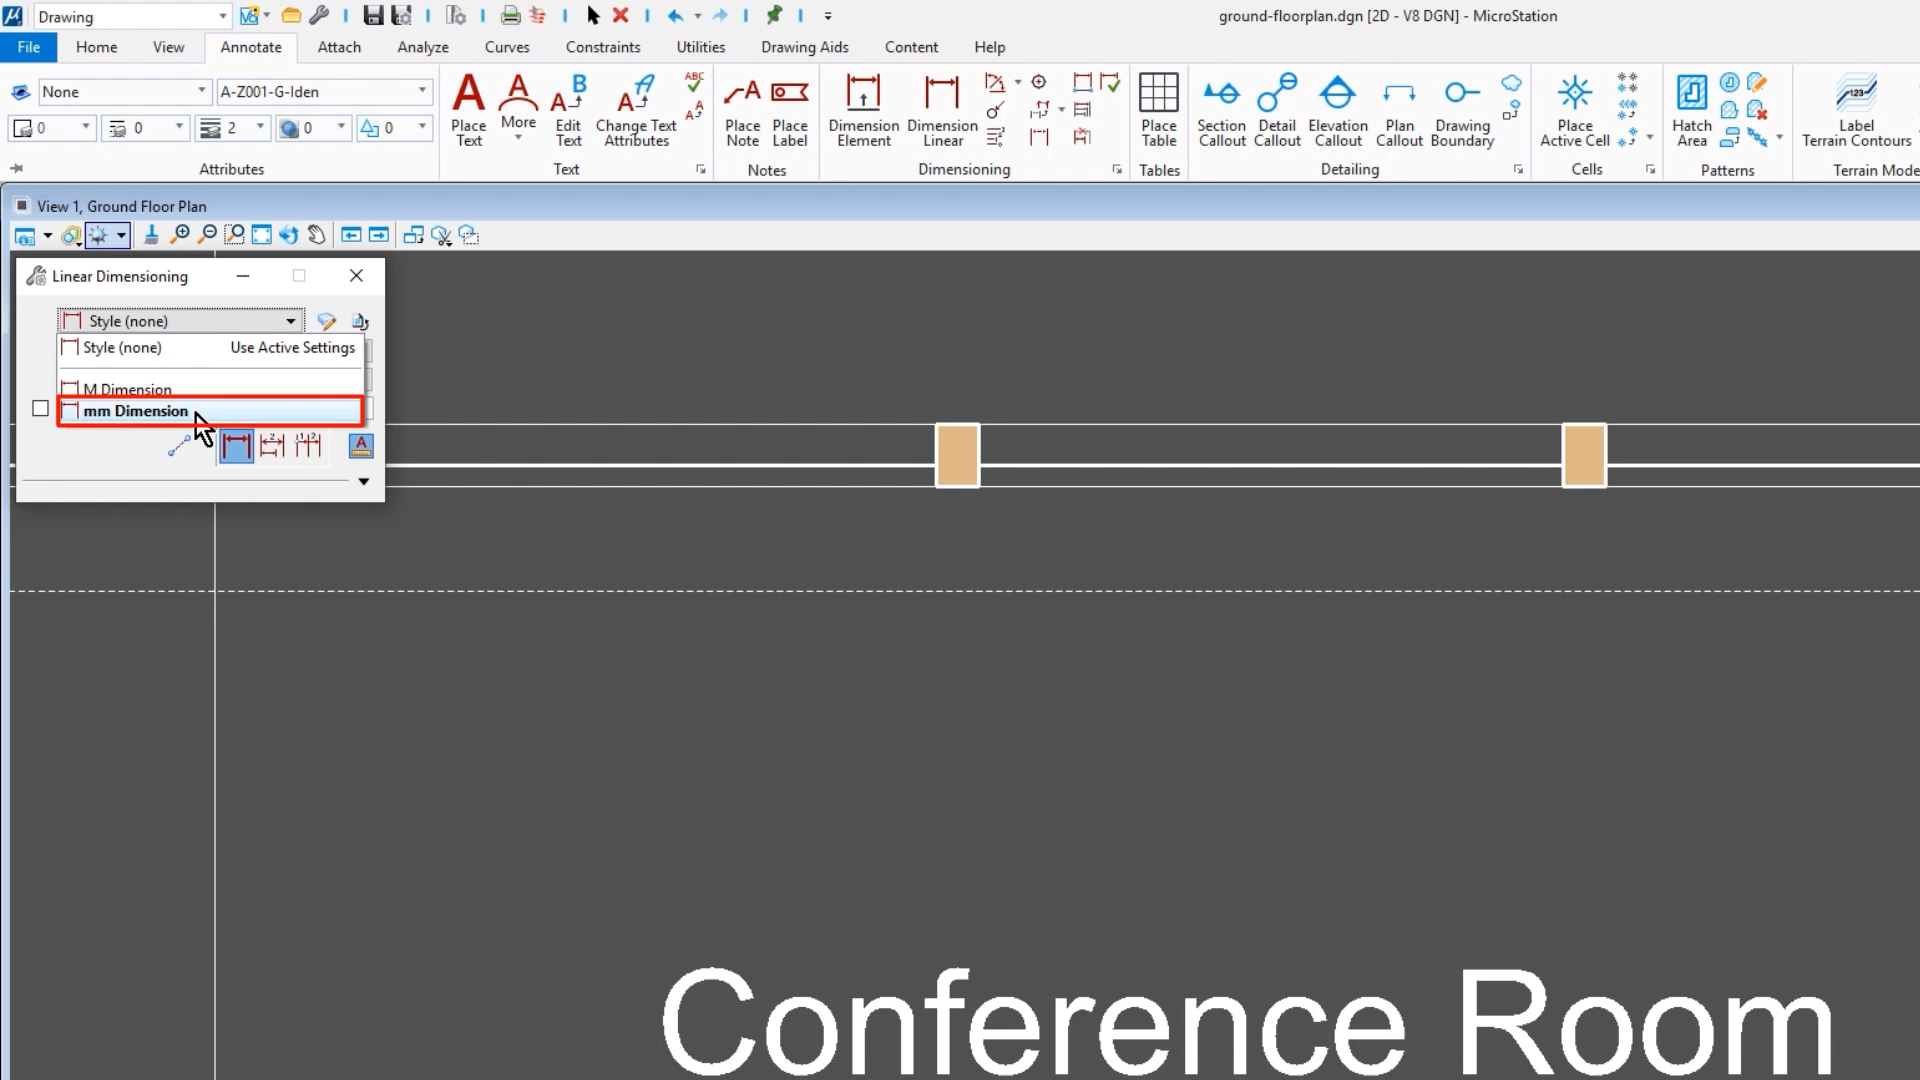 Drawing
ground-floorplan.dgn [2D - V8 DGN] - MicroStation
File Home View Annotate Attach Analyze Curves Constraints Utilities Drawing Aids Content Help
None A-Z001-G-Iden
0 0 2 0 0
Attributes
Place Text
More
Edit Text
Change Text Attributes
ABC
Text
Place Note
Place Label
Notes
Dimension Element
Dimension Linear
Dimensioning
Place Table
Tables
Section Callout
Detail Callout
Elevation Callout
Plan Callout
Drawing Boundary
Detailing
Place Active Cell
Cells
Hatch Area
Patterns
123
Label Terrain Contours
Terrain Mode
View 1, Ground Floor Plan
Linear Dimensioning
Style (none)
Style (none) Use Active Settings
M Dimension
mm Dimension
Conference Room